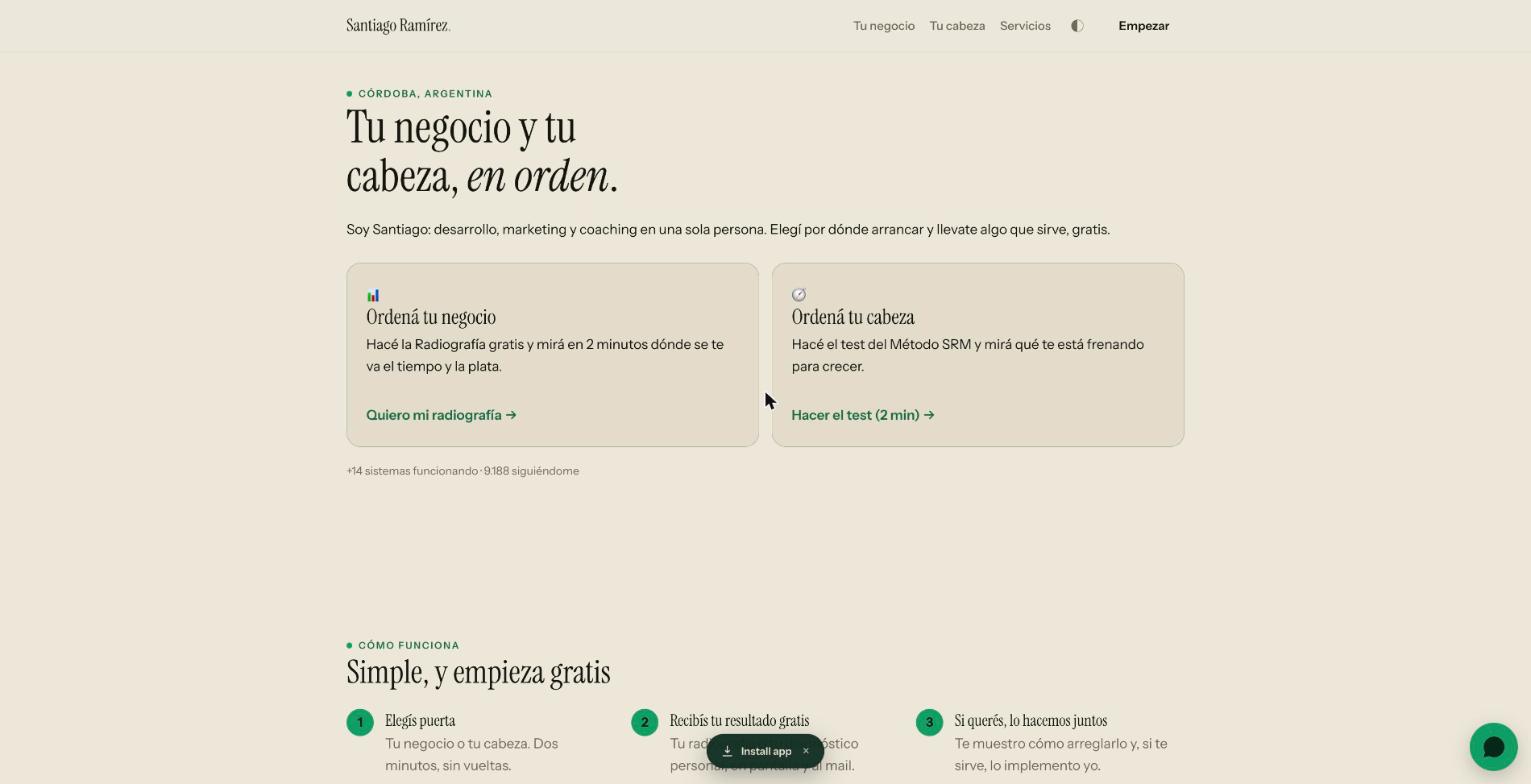 Santiago Ramírez.
Tu negocio Tu cabeza Servicios Empezar
CÓRDOBA, ARGENTINA
Tu negocio y tu
cabeza, en orden.
Soy Santiago: desarrollo, marketing y coaching en una sola persona. Elegí por dónde arrancar y llevate algo que sirve, gratis.
Ordená tu negocio
Hacé la Radiografía gratis y mirá en 2 minutos dónde se te
va el tiempo y la plata.
Quiero mi radiografía →
Ordená tu cabeza
Hacé el test del Método SRM y mirá qué te está frenando
para crecer.
Hacer el test (2 min) →
+14 sistemas funcionando · 9.188 siguiéndome
CÓMO FUNCIONA
Simple, y empieza gratis
1 Elegís puerta
Tu negocio o tu cabeza. Dos
minutos, sin vueltas.
2 Recibís tu resultado gratis
Tu
al mail.
3 Si querés, lo hacemos juntos
Te muestro cómo arreglarlo y, si te
sirve, lo implemento yo.
Install app ×